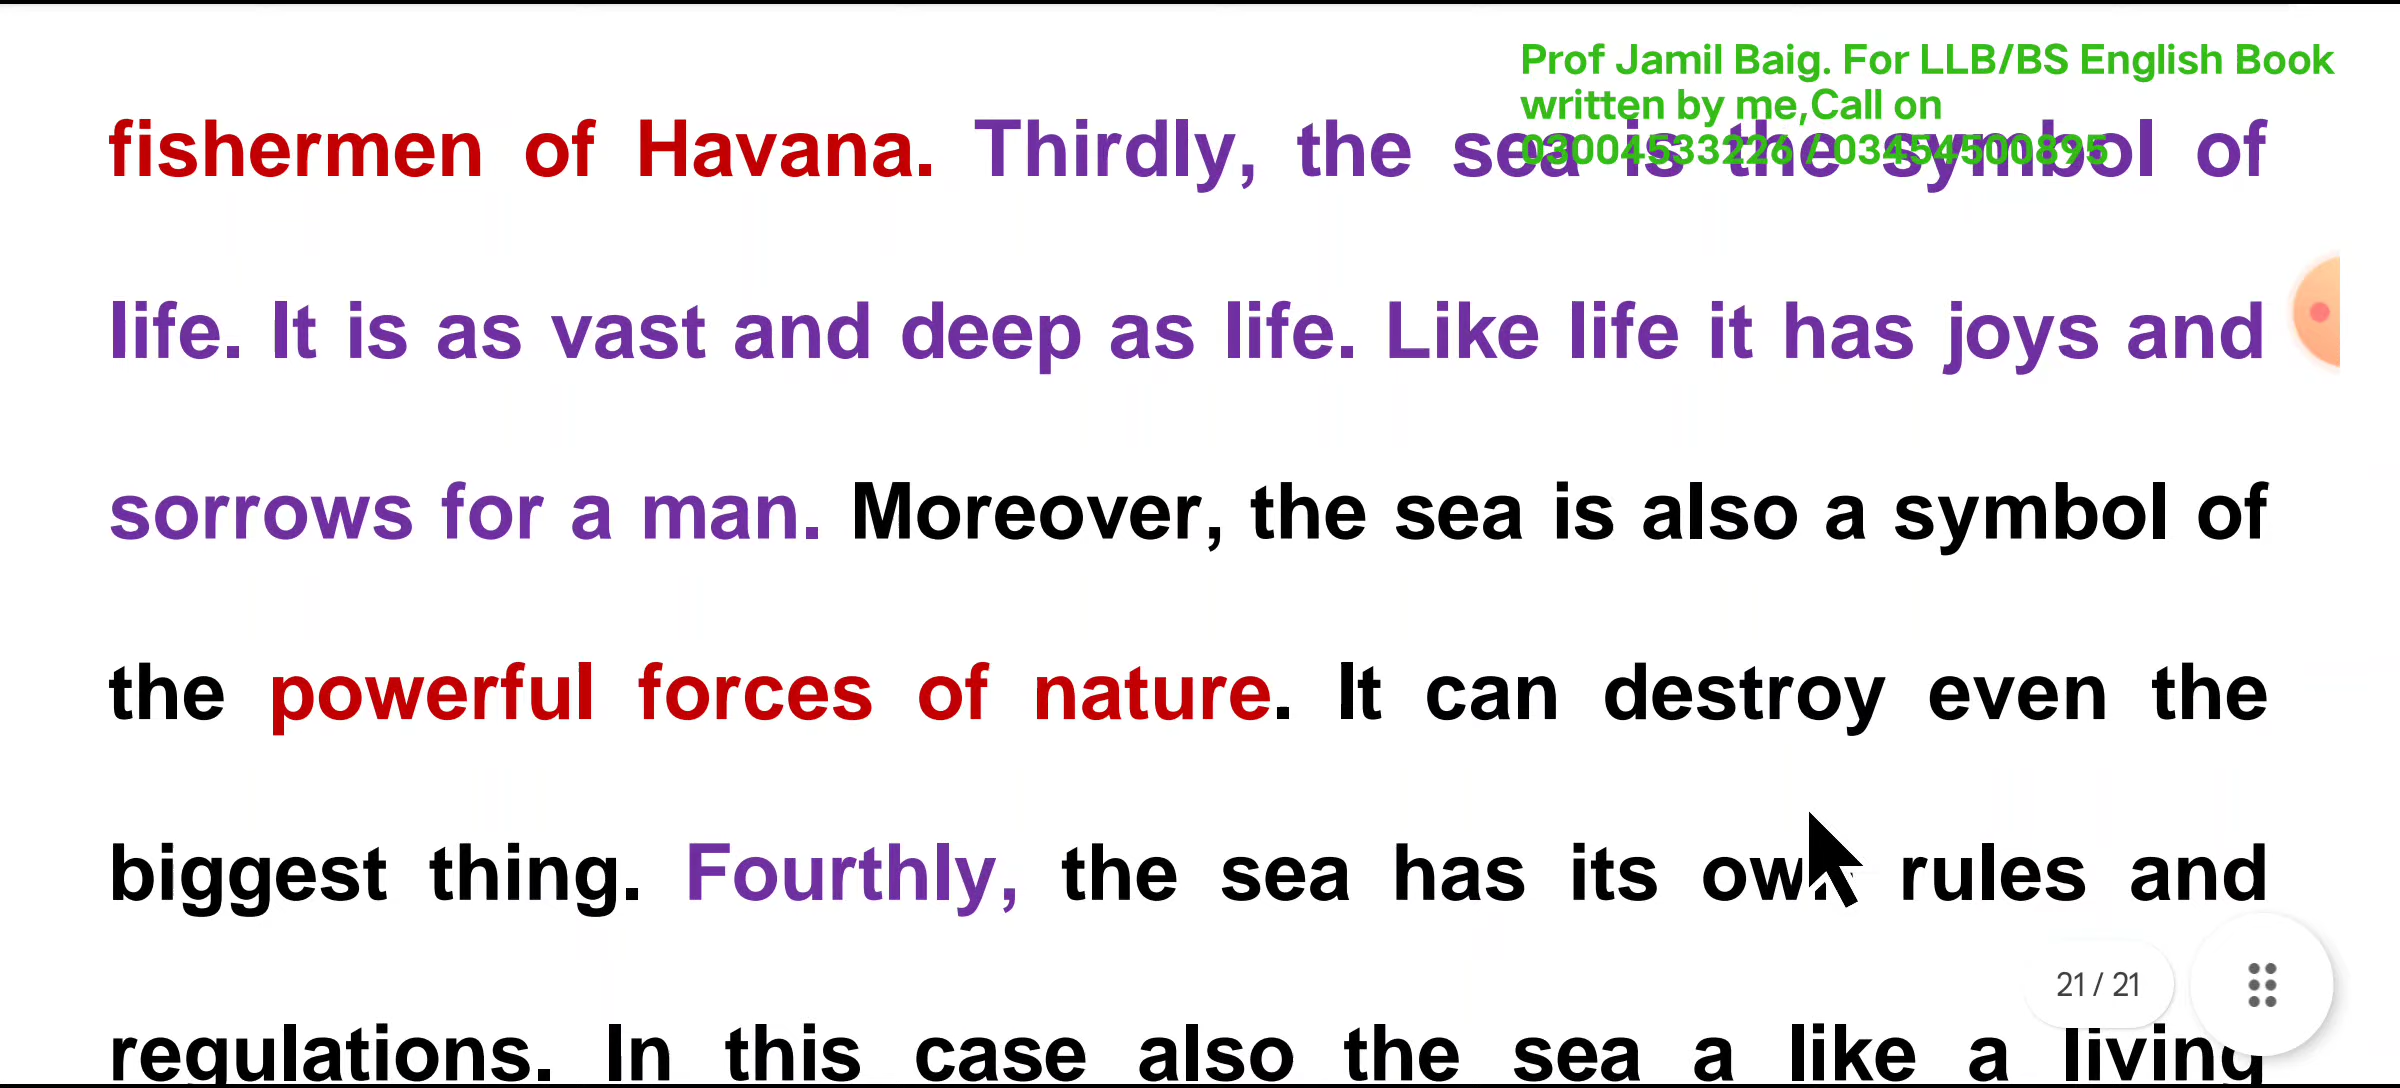 Prof Jamil Baig. For LLB/BS English Book
written by me,Call on
03004533226 / 03454500895
fishermen of Havana. Thirdly, the sea is the symbol of
life. It is as vast and deep as life. Like life it has joys and
sorrows for a man. Moreover, the sea is also a symbol of
the powerful forces of nature. It can destroy even the
biggest thing. Fourthly, the sea has its own rules and
regulations. In this case also the sea a like a living
21 / 21